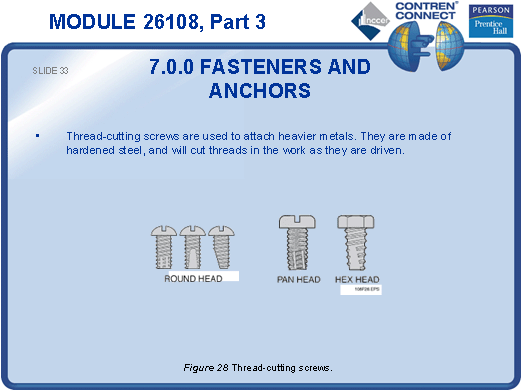 MODULE 26108, Part 3
nccer
CONTREN®
CONNECT
PEARSON
Prentice
Hall
SLIDE 33
7.0.0 FASTENERS AND
ANCHORS
• Thread-cutting screws are used to attach heavier metals. They are made of
hardened steel, and will cut threads in the work as they are driven.
ROUND HEAD
PAN HEAD
HEX HEAD
108F28.EPS
Figure 28 Thread-cutting screws.